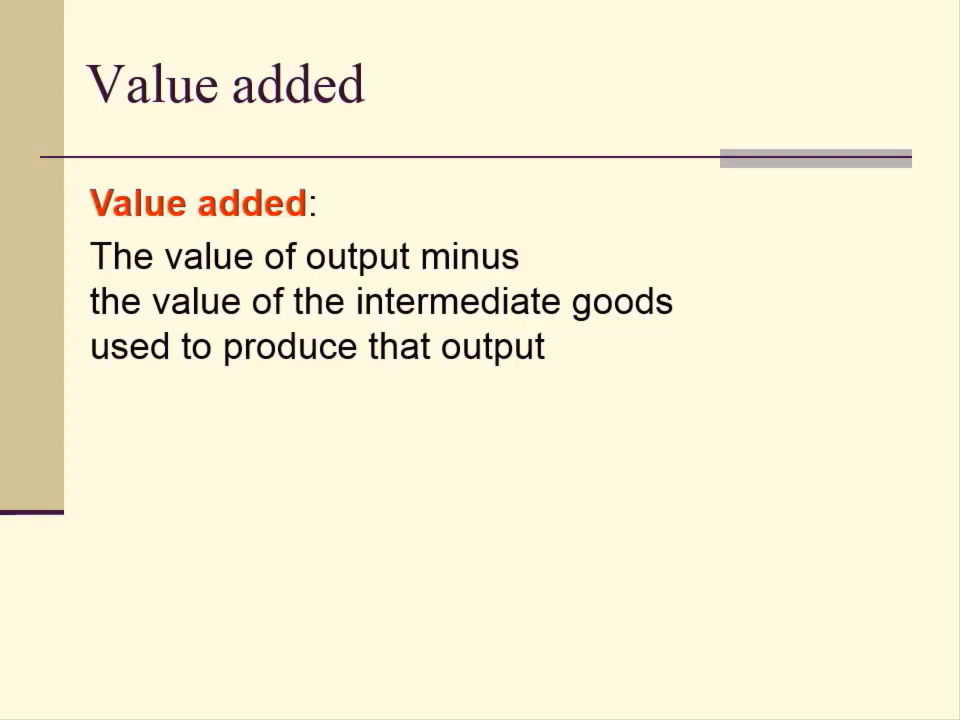 Value added
Value added:
The value of output minus
the value of the intermediate goods
used to produce that output